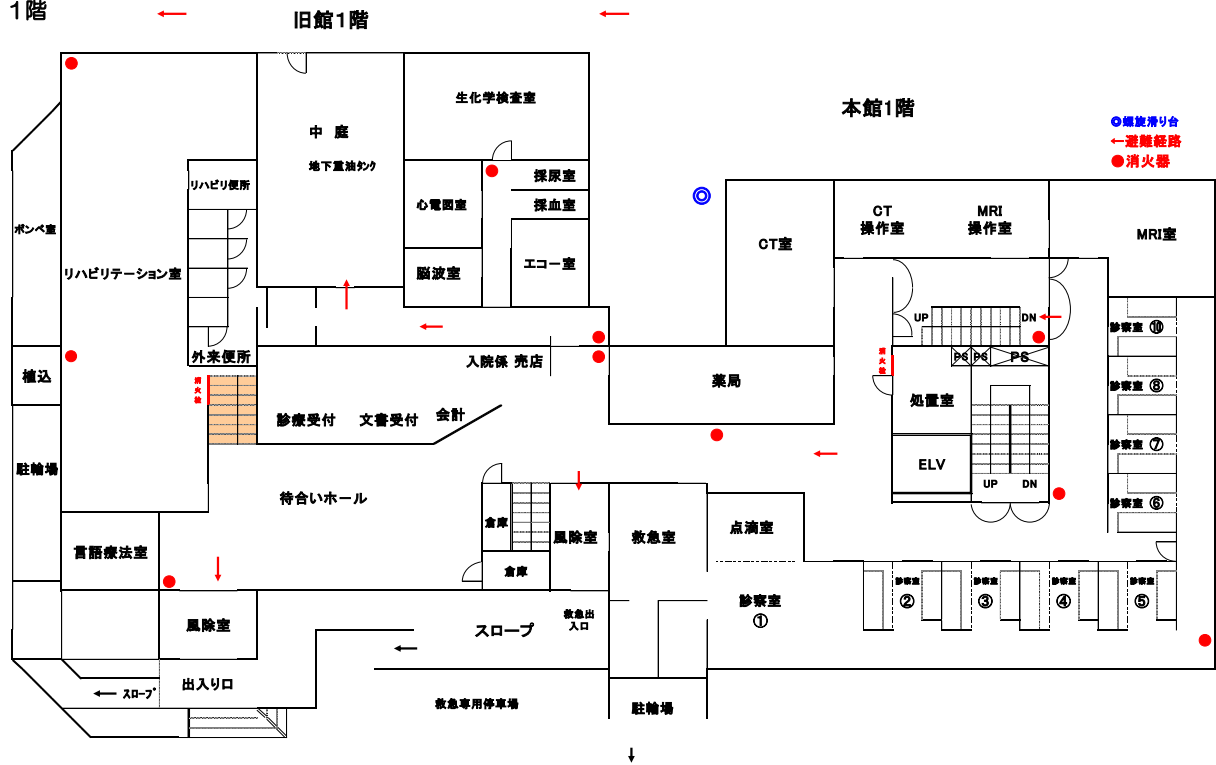 1階
旧館1階
本館1階
◎螺旋滑り台
←避難経路
●消火器
生化学検査室
中 庭
地下重油タンク
採尿室
採血室
リハビリ便所
心電図室
CT
操作室
MRI
操作室
MRI室
CT室
ボンベ室
リハビリテーション室
脳波室
エコー室
UP
DN
診察室 ⑩
外来便所
入院係 売店
PS
PS
PS
消火栓
植込
消火栓
薬局
診察室 ⑧
処置室
診療受付
文書受付
会計
診察室 ⑦
駐輪場
ELV
UP
DN
待合いホール
診察室 ⑥
倉庫
風除室
救急室
点滴室
言語療法室
倉庫
診察室
②
診察室
③
診察室
④
診察室
⑤
診察室
①
風除室
スロープ
救急出
入口
出入り口
スロープ
救急専用停車場
駐輪場